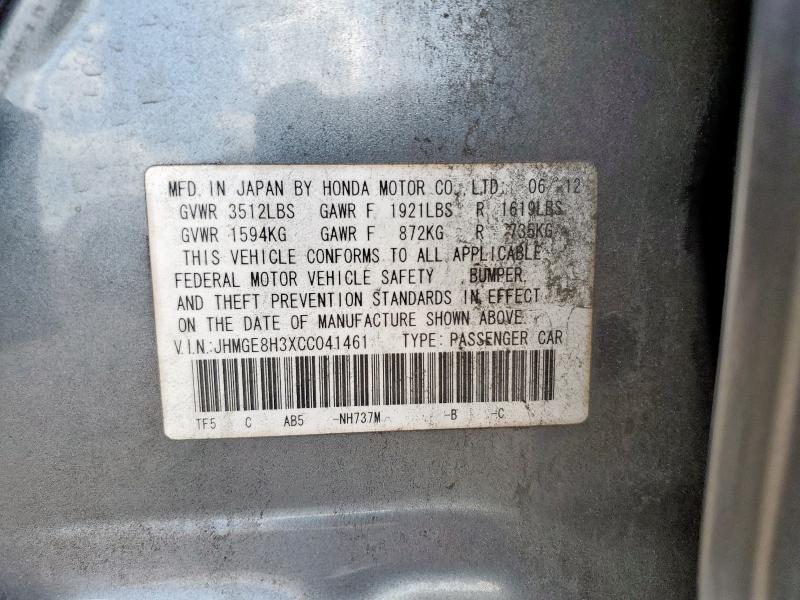 MFD. IN JAPAN BY HONDA MOTOR CO., LTD. 06/12
GVWR 3512LBS GAWR F 1921LBS R 1619LBS
GVWR 1594KG GAWR F 872KG R 735KG
THIS VEHICLE CONFORMS TO ALL APPLICABLE
FEDERAL MOTOR VEHICLE SAFETY BUMPER,
AND THEFT PREVENTION STANDARDS IN EFFECT
ON THE DATE OF MANUFACTURE SHOWN ABOVE.
V.I.N.:JHMGE8H3XCC041461 TYPE: PASSENGER CAR
TF5 C AB5 -NH737M -B -C